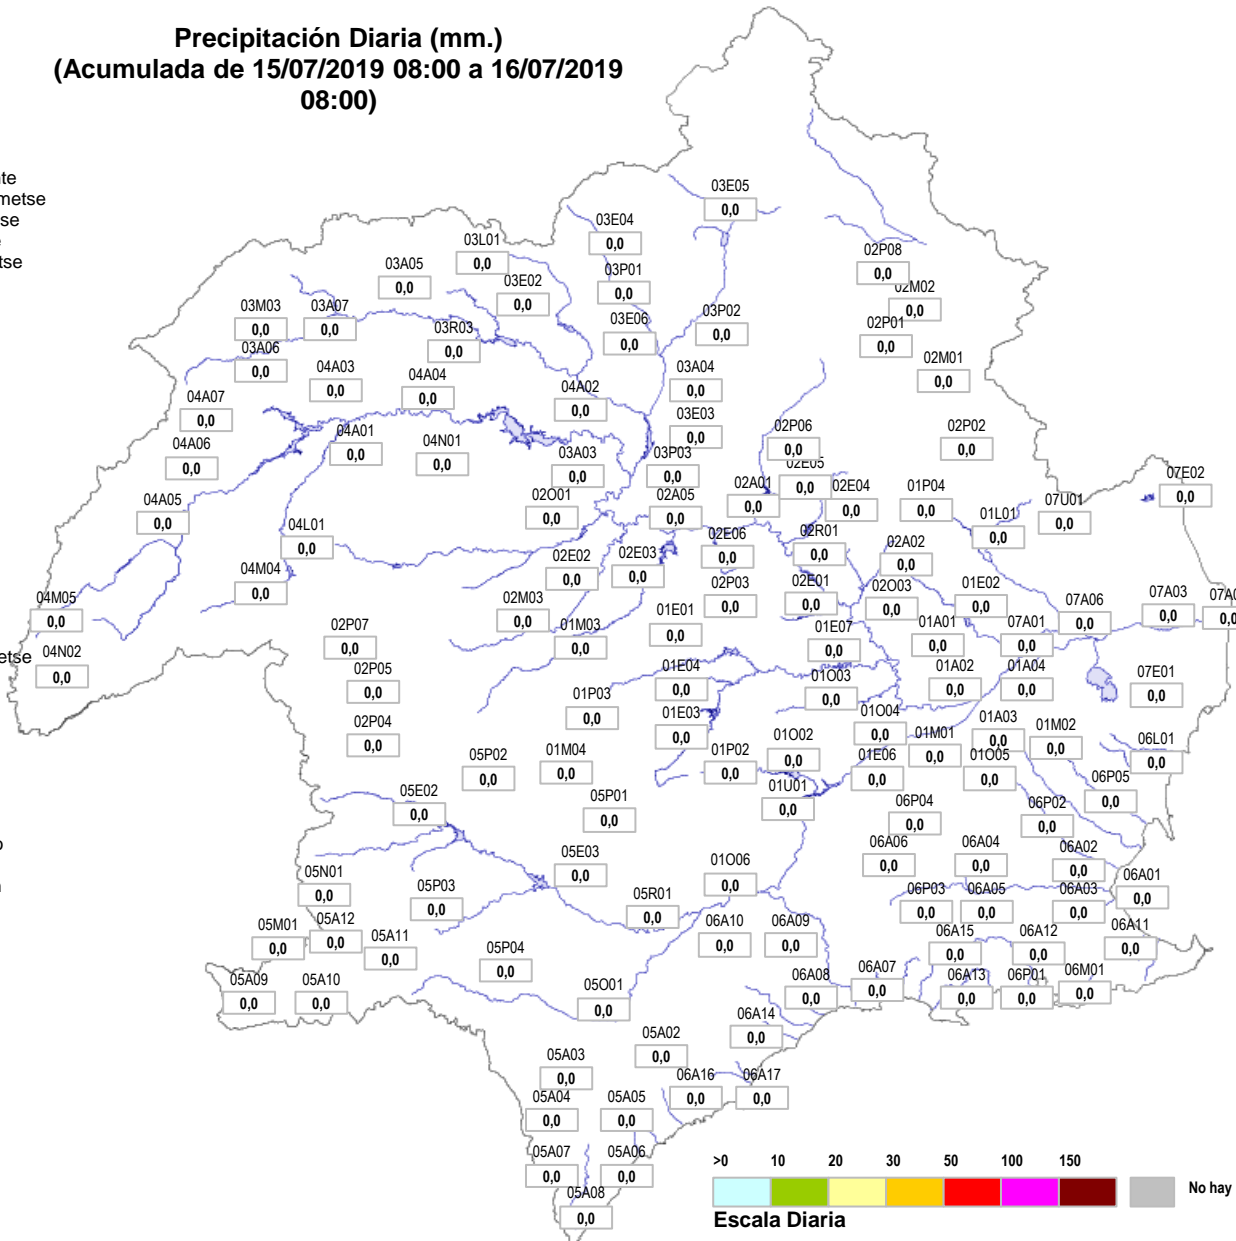 Precipitación Diaria (mm.)
(Acumulada de 15/07/2019 08:00 a 16/07/2019
08:00)
te
metse
se
e
tse
03E05
0,0
03E04
0,0
03L01
0,0
02P08
0,0
03A05
0,0
03P01
0,0
03E02
0,0
02M02
0,0
03M03
0,0
03A07
0,0
03E06
0,0
03P02
0,0
03R03
0,0
02P01
0,0
03A06
0,0
04A03
0,0
04A04
0,0
03A04
0,0
02M01
0,0
04A07
0,0
04A02
0,0
03E03
0,0
04A01
0,0
04N01
0,0
02P06
0,0
02P02
0,0
04A06
0,0
03A03
0,0
03P03
0,0
02E05
0,0
07E02
0,0
04A05
0,0
02O01
0,0
02A05
0,0
02A01
0,0
02E04
0,0
01P04
0,0
07U01
0,0
01L01
0,0
04L01
0,0
02E06
0,0
02R01
0,0
02A02
0,0
02E02
0,0
02E03
0,0
04M04
0,0
02P03
0,0
02E01
0,0
02O03
0,0
01E02
0,0
04M05
0,0
02M03
0,0
01E01
0,0
07A06
0,0
07A03
0,0
07A0
0,0
02P07
0,0
01M03
0,0
01E07
0,0
01A01
0,0
07A01
0,0
etse
04N02
0,0
02P05
0,0
01E04
0,0
01O03
0,0
01A02
0,0
01A04
0,0
07E01
0,0
01P03
0,0
02P04
0,0
01E03
0,0
01O04
0,0
01A03
0,0
01M02
0,0
01M01
0,0
06L01
0,0
05P02
0,0
01M04
0,0
01P02
0,0
01O02
0,0
01E06
0,0
01O05
0,0
05E02
0,0
05P01
0,0
01U01
0,0
06P04
0,0
06P02
0,0
06P05
0,0
o
05E03
0,0
06A06
0,0
06A04
0,0
06A02
0,0
n
05N01
0,0
05P03
0,0
01O06
0,0
06P03
0,0
06A05
0,0
06A03
0,0
06A01
0,0
05R01
0,0
05M01
0,0
05A12
0,0
05A11
0,0
06A10
0,0
06A09
0,0
06A15
0,0
06A12
0,0
06A11
0,0
05P04
0,0
05A09
0,0
05A10
0,0
05O01
0,0
06A08
0,0
06A07
0,0
06A13
0,0
06P01
0,0
06M01
0,0
06A14
0,0
05A02
0,0
05A03
0,0
06A16
0,0
06A17
0,0
05A04
0,0
05A05
0,0
05A07
0,0
05A06
0,0
05A08
0,0
>0 10 20 30 50 100 150
No hay
Escala Diaria